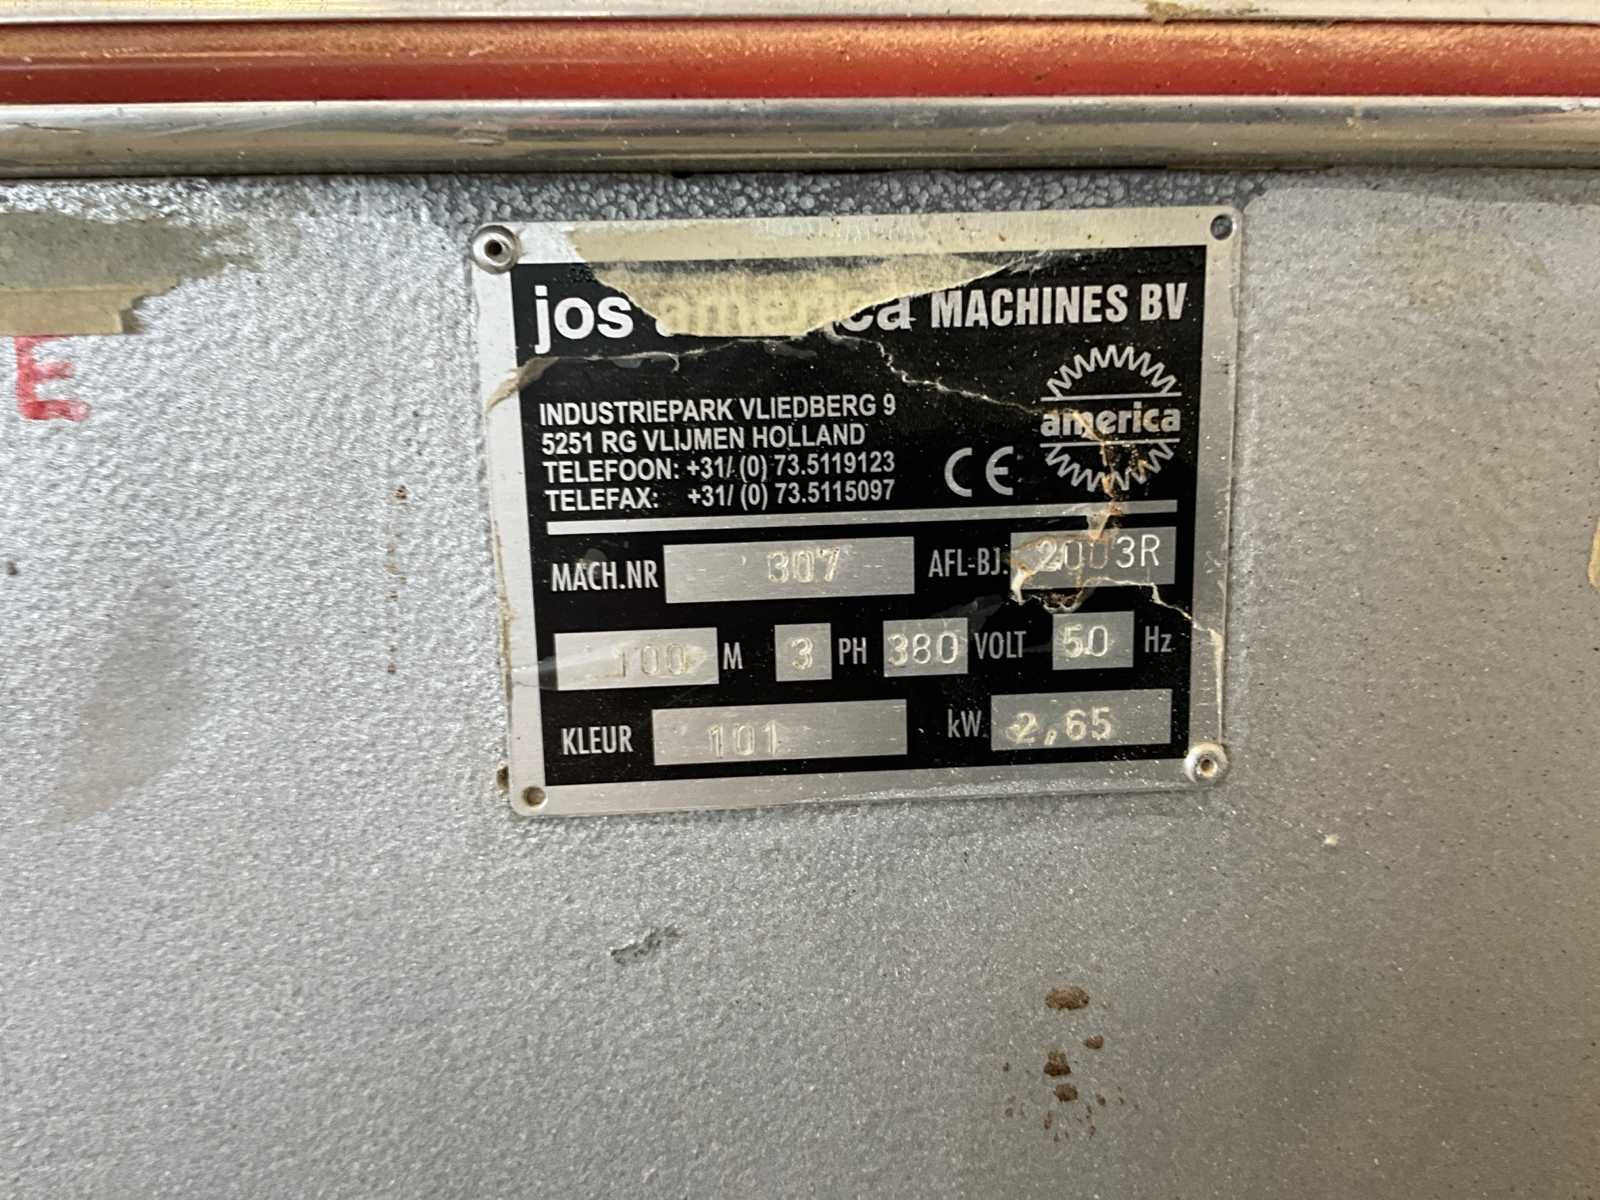 E
jos america MACHINES BV
INDUSTRIEPARK VLIEDBERG 9
5251 RG VLIJMEN HOLLAND
TELEFOON: +31/ (0) 73.5119123
TELEFAX: +31/ (0) 73.5115097
CE
america
MACH.NR 307 AFL-BJ. 2003R
100 M 3 PH 380 VOLT 50 Hz
KLEUR 101 kW. 2,65